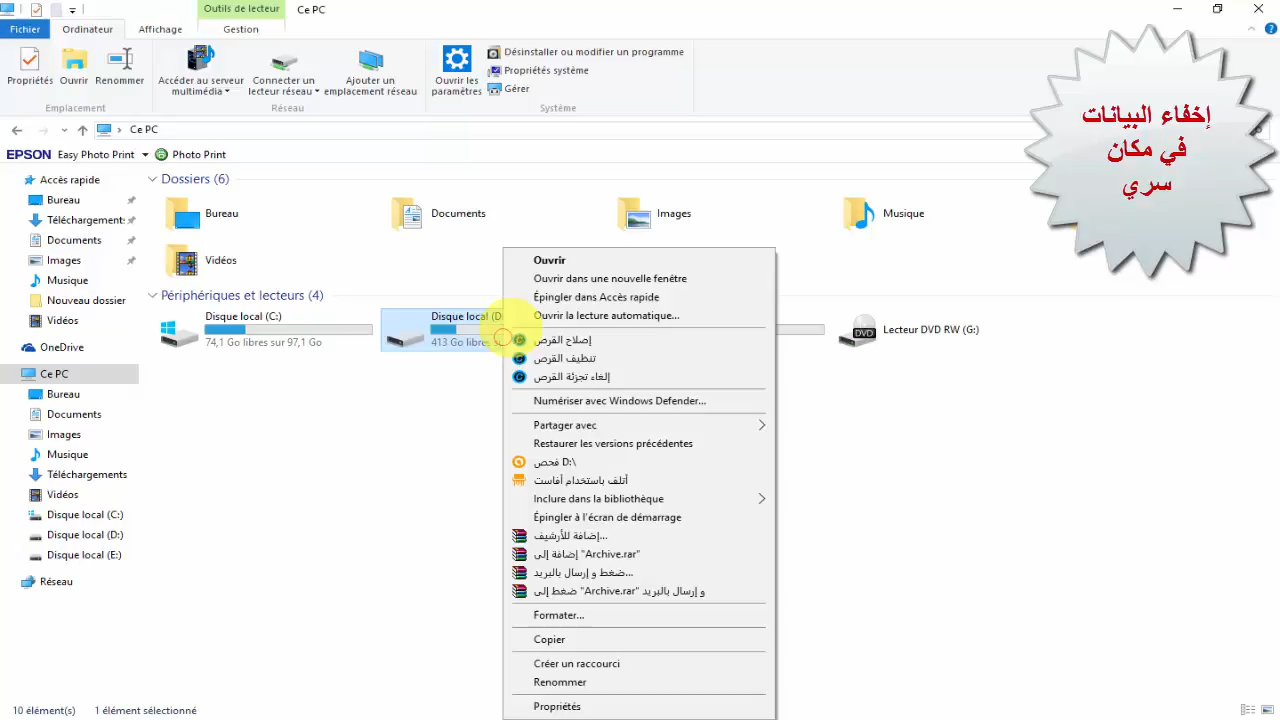 Outils de lecteur
Ce PC
Fichier
Ordinateur
Affichage
Gestion
Propriétés
Ouvrir
Renommer
Accéder au serveur multimédia
Connecter un lecteur réseau
Ajouter un emplacement réseau
Ouvrir les paramètres
Désinstaller ou modifier un programme
Propriétés système
Gérer
Emplacement
Réseau
Système
Ce PC
EPSON Easy Photo Print
Photo Print
إخفاء البيانات
في مكان
سري
Accès rapide
Bureau
Téléchargement
Documents
Images
Musique
Nouveau dossier
Vidéos
OneDrive
Ce PC
Bureau
Documents
Images
Musique
Téléchargements
Vidéos
Disque local (C:)
Disque local (D:)
Disque local (E:)
Réseau
Dossiers (6)
Bureau
Documents
Images
Musique
Vidéos
Périphériques et lecteurs (4)
Disque local (C:)
74,1 Go libres sur 97,1 Go
Disque local (D
413 Go libres su
Lecteur DVD RW (G:)
DVD
Ouvrir
Ouvrir dans une nouvelle fenêtre
Épingler dans Accès rapide
Ouvrir la lecture automatique...
إصلاح القرص
تنظيف القرص
إلغاء تجزئة القرص
Numériser avec Windows Defender...
Partager avec
Restaurer les versions précédentes
فحص D:\
أتلف باستخدام أفاست
Inclure dans la bibliothèque
Épingler à l'écran de démarrage
إضافة للأرشيف...
إضافة إلى "Archive.rar"
ضغط و إرسال بالبريد...
ضغط إلى "Archive.rar" و إرسال بالبريد
Formater...
Copier
Créer un raccourci
Renommer
Propriétés
10 élément(s)
1 élément sélectionné